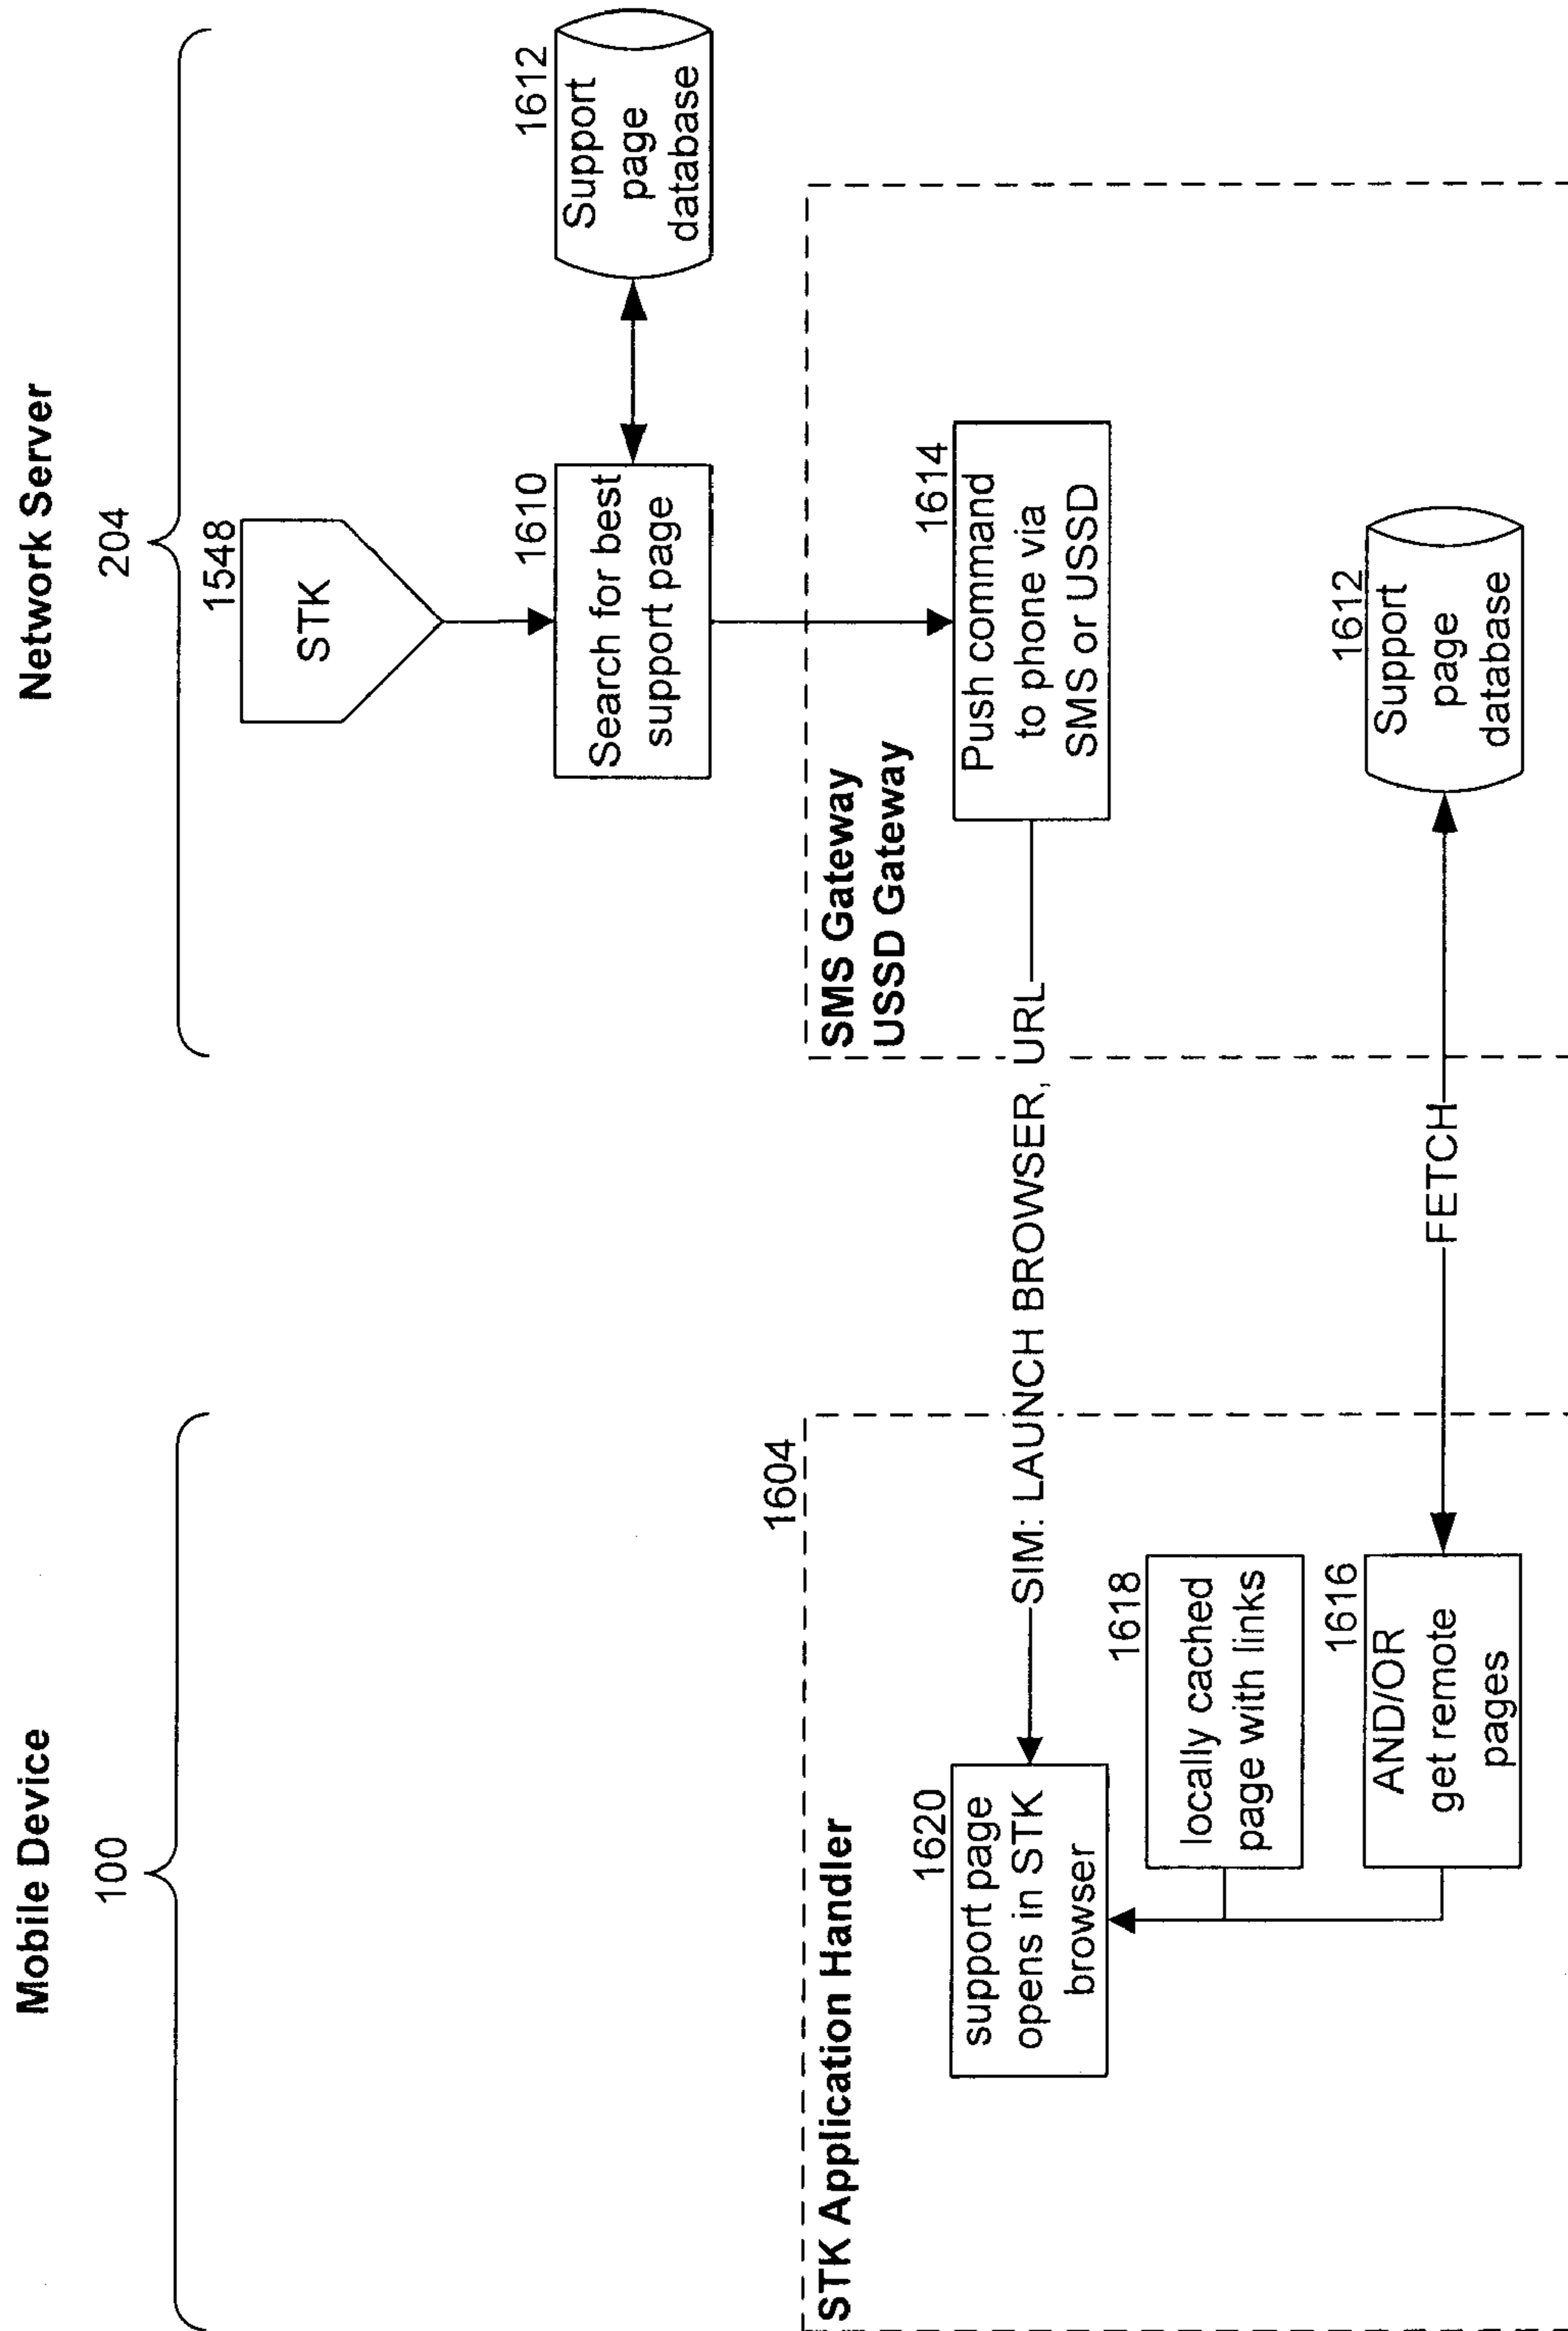 Mobile Device
100
Network Server
204
1548
STK
1610
Search for best
support page
1612
Support
page
database
1604
STK Application Handler
SMS Gateway
USSD Gateway
1620
support page
opens in STK
browser
SIM: LAUNCH BROWSER, URL
1614
Push command
to phone via
SMS or USSD
1618
locally cached
page with links
1616
AND/OR
get remote
pages
FETCH
1612
Support
page
database